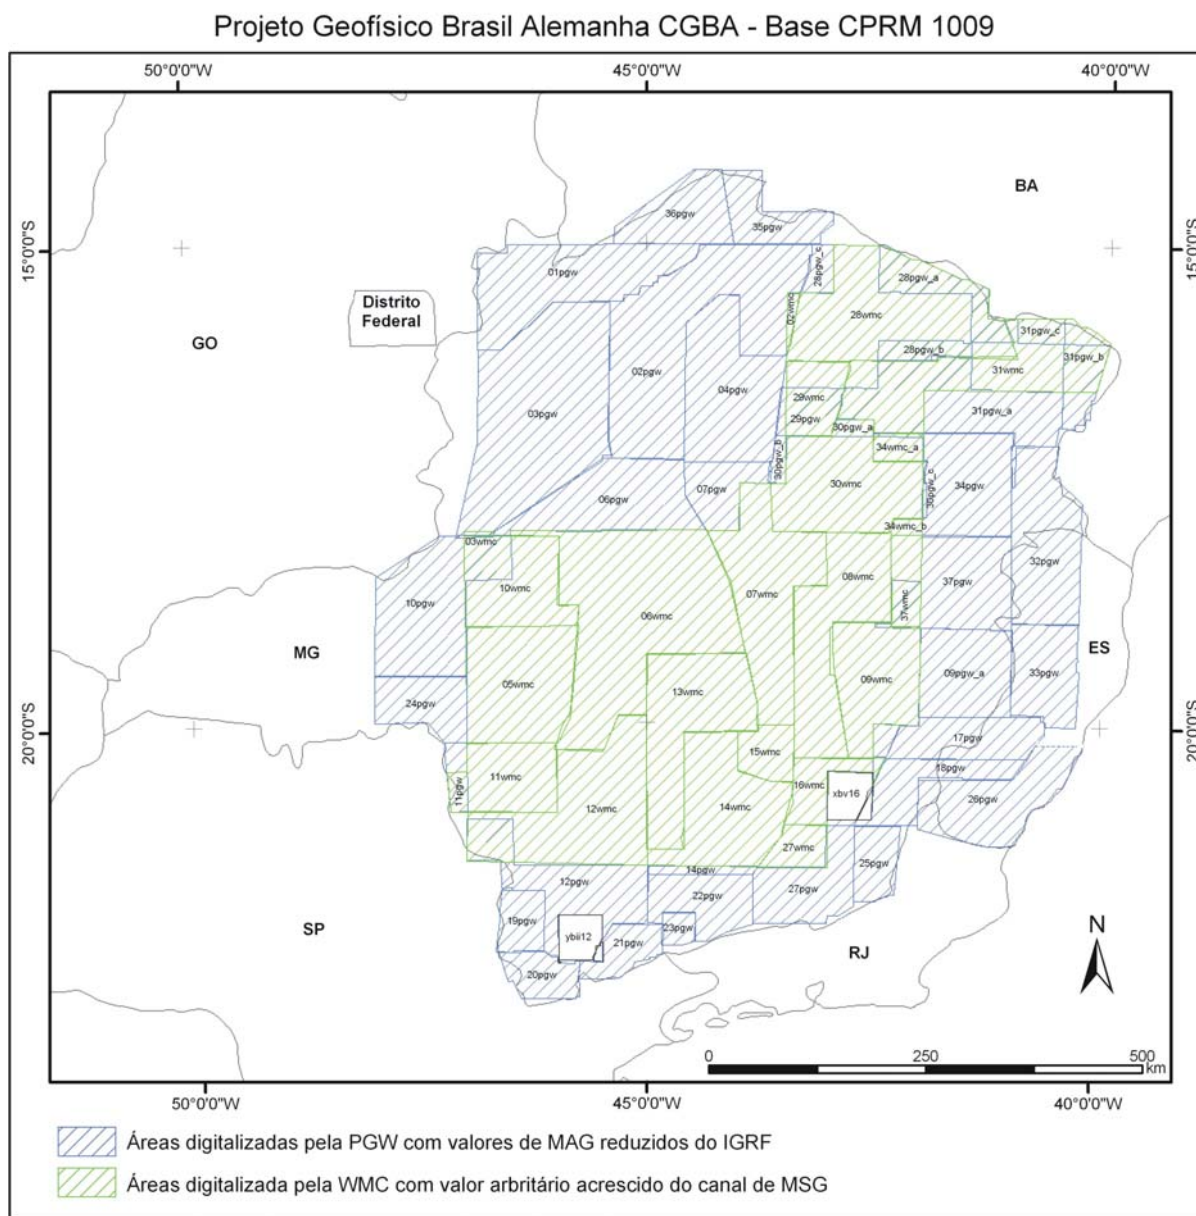 Projeto Geofísico Brasil Alemanha CGBA - Base CPRM 1009
50°0'0"W 45°0'0"W 40°0'0"W
BA
36pgw
35pgw
15°0'0"S 15°0'0"S
01pgw
28pgw_c
28pgw_a
Distrito
Federal
02wmc
28wmc
31pgw_c
GO
28pgw_b
31pgw_b
02pgw
31wmc
04pgw
29wmc
03pgw
31pgw_a
29pgw
30pgw_a
34wmc_a
30pgw_b
06pgw
07pgw
30wmc
30pgw_c
34pgw
34wmc_b
03wmc
32pgw
10pgw
10wmc
08wmc
37pgw
07wmc
37wmc
06wmc
MG
ES
05wmc
13wmc
09wmc
09pgw_a
33pgw
24pgw
20°0'0"S 20°0'0"S
17pgw
15wmc
18pgw
11pgw
11wmc
16wmc
xbv16
26pgw
12wmc
14wmc
27wmc
25pgw
14pgw
12pgw
22pgw
27pgw
19pgw
23pgw
SP
ybii12
21pgw
RJ
N
20pgw
0 250 500
km
50°0'0"W 45°0'0"W 40°0'0"W
Áreas digitalizadas pela PGW com valores de MAG reduzidos do IGRF
Áreas digitalizada pela WMC com valor arbritário acrescido do canal de MSG